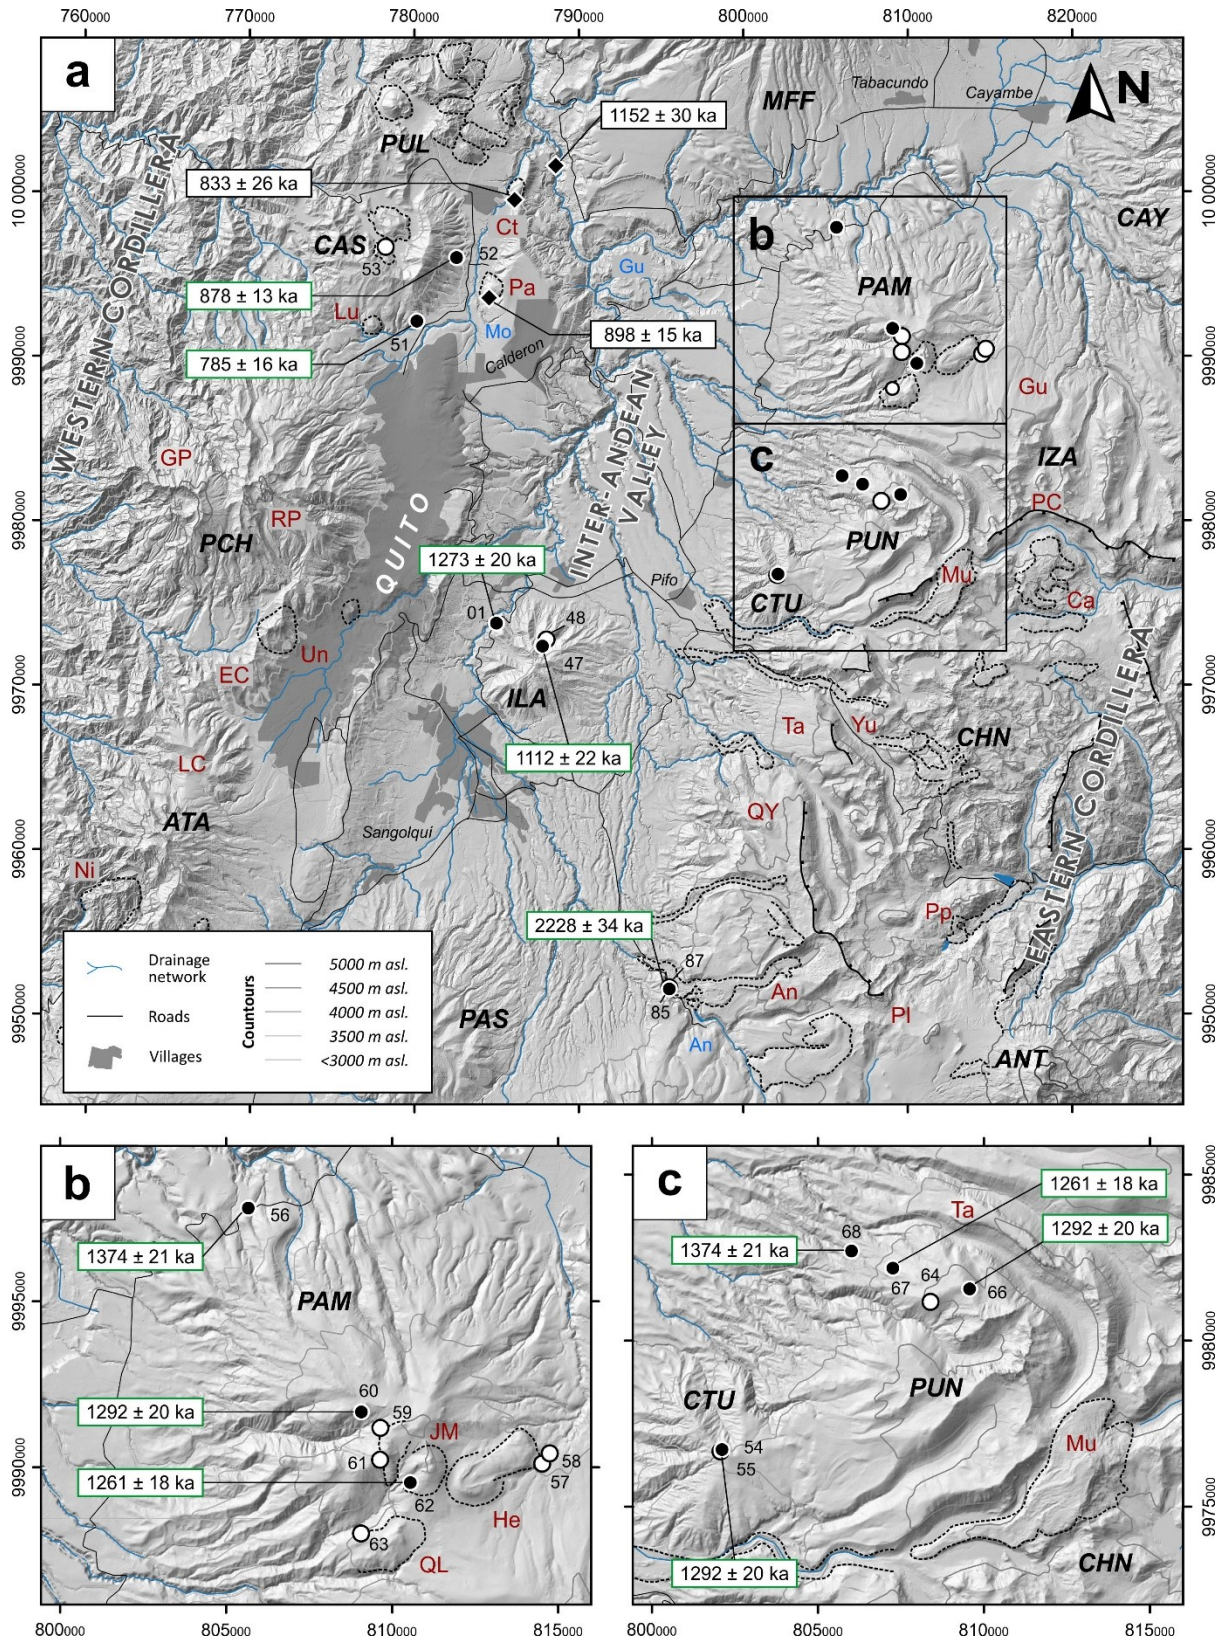 760000
770000
780000
790000
800000
810000
820000
a
N
MFF
Tabacundo
Cayambe
PUL
1152 ± 30 ka
10 000000
10 000000
833 ± 26 ka
WESTERN CORDILLERA
Ct
CAS
53
52
b
CAY
PAM
Gu
878 ± 13 ka
Pa
Lu
51
Mo
898 ± 15 ka
785 ± 16 ka
Calderon
9990000
9990000
Gu
INTER-ANDEAN
VALLEY
c
GP
IZA
PC
RP
9980000
9980000
PCH
QUITO
PUN
1273 ± 20 ka
Pifo
Mu
CTU
Ca
01
48
47
Un
EC
ILA
9970000
9970000
Ta
Yu
CHN
LC
1112 ± 22 ka
EASTERN CORDILLERA
QY
ATA
Sangolqui
9960000
9960000
Ni
Pp
2228 ± 34 ka
87
85
An
Pl
9950000
9950000
PAS
An
ANT
Drainage
network
Roads
Villages
Countours
5000 m asl.
4500 m asl.
4000 m asl.
3500 m asl.
<3000 m asl.
b
56
1374 ± 21 ka
PAM
9995000
60
59
1292 ± 20 ka
JM
61
58
57
9990000
1261 ± 18 ka
62
He
63
QL
800000
805000
810000
815000
c
1261 ± 18 ka
9985000
Ta
68
1292 ± 20 ka
1374 ± 21 ka
67
64
66
9980000
CTU
PUN
54
55
Mu
9975000
CHN
1292 ± 20 ka
800000
805000
810000
815000